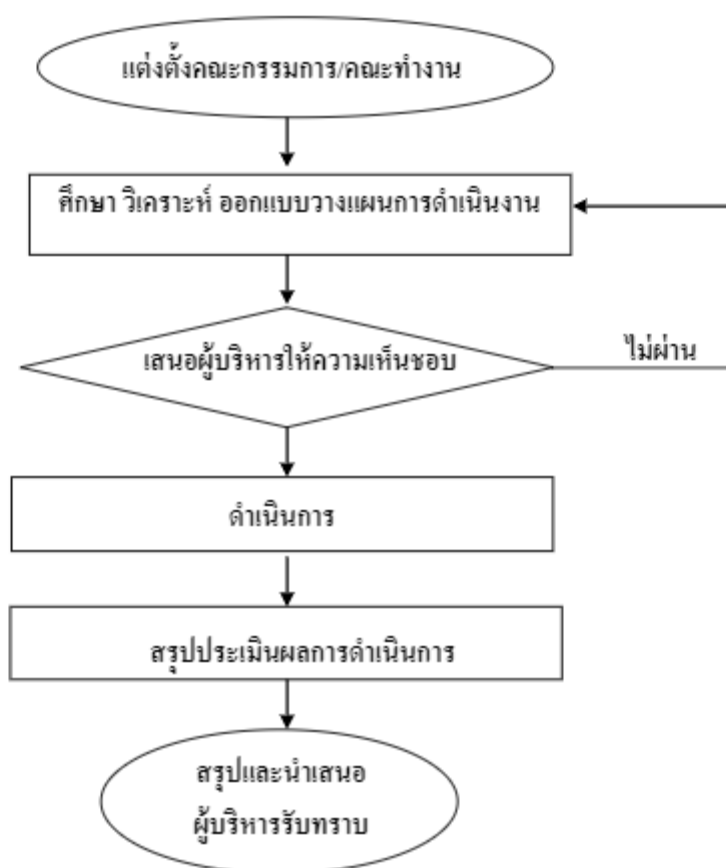 แต่งตั้งคณะกรรมการ/คณะทำงาน
ศึกษา วิเคราะห์ ออกแบบวางแผนการดำเนินงาน
เสนอผู้บริหารให้ความเห็นชอบ
ไม่ผ่าน
ดำเนินการ
สรุปประเมินผลการดำเนินการ
สรุปและนำเสนอ
ผู้บริหารรับทราบ